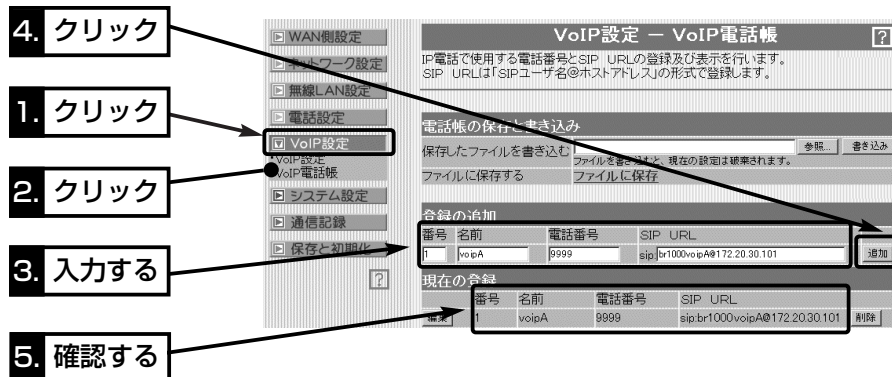 4. クリック
1. クリック
2. クリック
3. 入力する
5. 確認する
WAN側設定
ネットワーク設定
無線LAN設定
電話設定
VoIP設定
VoIP設定
VoIP電話帳
システム設定
通信記録
保存と初期化
?
VoIP設定 － VoIP電話帳
?
IP電話で使用する電話番号とSIP URLの登録及び表示を行います。
SIP URLは「SIPユーザ名@ホストアドレス」の形式で登録します。
電話帳の保存と書き込み
保存したファイルを書き込む 参照... 書き込み
ファイルを書き込むと、現在の設定は破棄されます。
ファイルに保存する ファイルに保存
登録の追加
番号 名前 電話番号 SIP URL
1 voipA 9999 sip: br1000voipA@172.20.30.101 追加
現在の登録
番号 名前 電話番号 SIP URL
編集 1 voipA 9999 sip:br1000voipA@172.20.30.101 削除